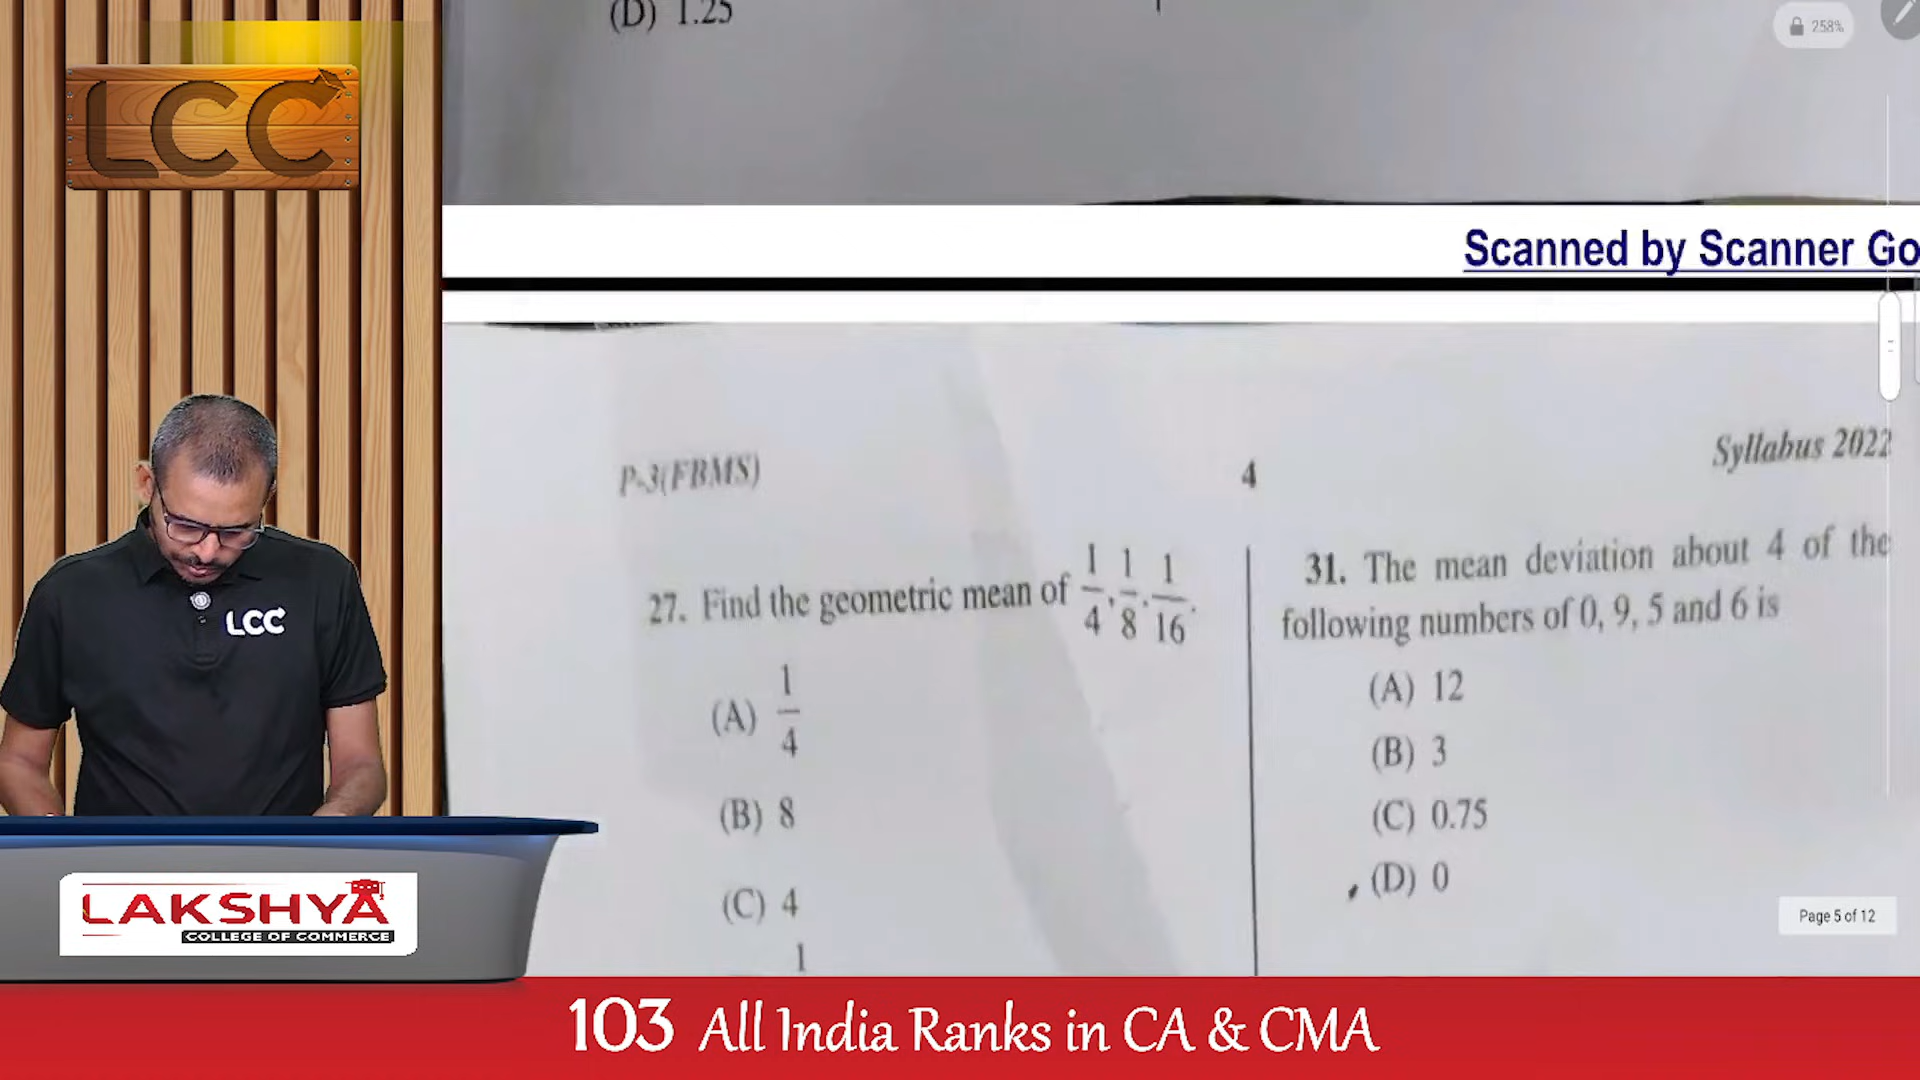 (D) 1.25
258%
LCC
Scanned by Scanner Go
P-3(FBMS)
4
Syllabus 2022
27. Find the geometric mean of 1/4, 1/8, 1/16.
(A) 1/4
(B) 8
(C) 4
1
31. The mean deviation about 4 of the
following numbers of 0, 9, 5 and 6 is
(A) 12
(B) 3
(C) 0.75
(D) 0
Page 5 of 12
LCC
LAKSHYA
COLLEGE OF COMMERCE
103 All India Ranks in CA & CMA